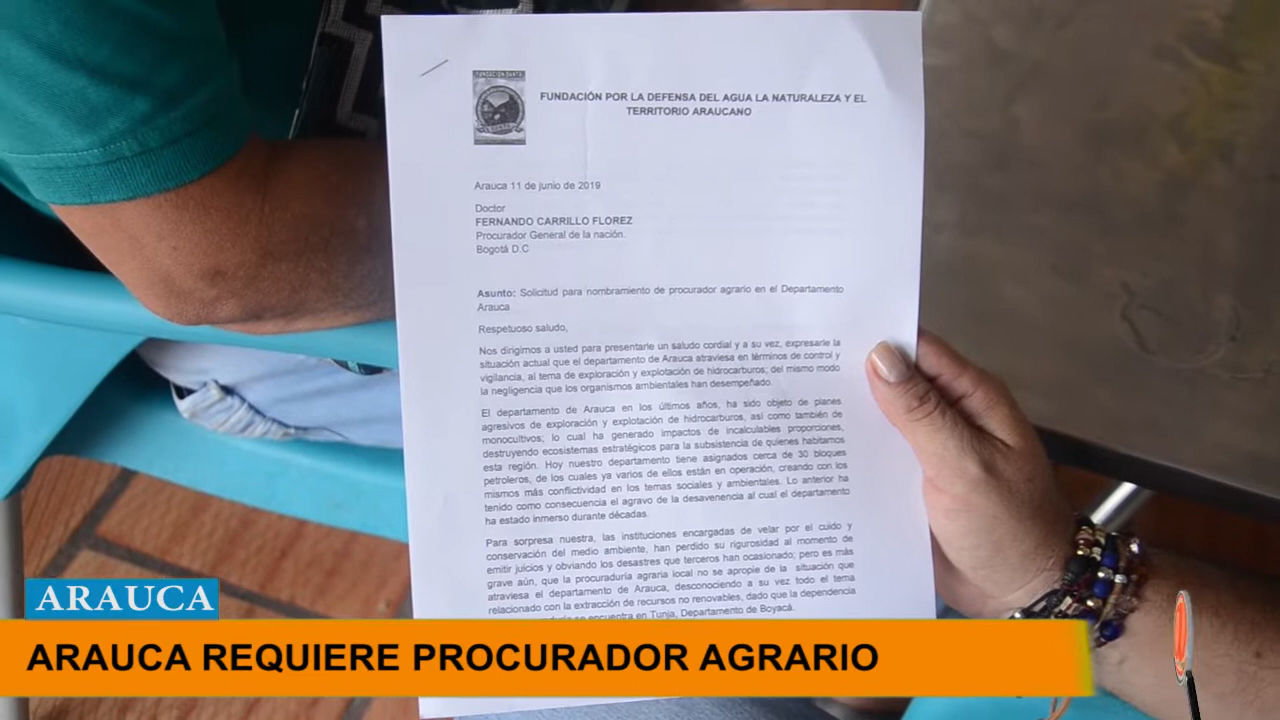 FUNDACION SANTA
FUNDACIÓN POR LA DEFENSA DEL AGUA LA NATURALEZA Y EL
TERRITORIO ARAUCANO
Arauca 11 de junio de 2019
Doctor
FERNANDO CARRILLO FLOREZ
Procurador General de la nación.
Bogotá D.C
Asunto: Solicitud para nombramiento de procurador agrario en el Departamento
Arauca
Respetuoso saludo,
Nos dirigimos a usted para presentarle un saludo cordial y a su vez, expresarle la
situación actual que el departamento de Arauca atraviesa en términos de control y
vigilancia, al tema de exploración y explotación de hidrocarburos; del mismo modo
la negligencia que los organismos ambientales han desempeñado.
El departamento de Arauca en los últimos años, ha sido objeto de planes
agresivos de exploración y explotación de hidrocarburos, así como también de
monocultivos; lo cual ha generado impactos de incalculables proporciones,
destruyendo ecosistemas estratégicos para la subsistencia de quienes habitamos
esta región. Hoy nuestro departamento tiene asignados cerca de 30 bloques
petroleros, de los cuales ya varios de ellos están en operación, creando con los
mismos más conflictividad en los temas sociales y ambientales. Lo anterior ha
tenido como consecuencia el agravo de la desavenencia al cual el departamento
ha estado inmerso durante décadas.
Para sorpresa nuestra, las instituciones encargadas de velar por el cuido y
conservación del medio ambiente, han perdido su rigurosidad al momento de
emitir juicios y obviando los desastres que terceros han ocasionado; pero es más
grave aún, que la procuraduría agraria local no se apropie de la situación que
atraviesa el departamento de Arauca, desconociendo a su vez todo el tema
relacionado con la extracción de recursos no renovables, dado que la dependencia
se encuentra en Tunja, Departamento de Boyacá.
ARAUCA
ARAUCA REQUIERE PROCURADOR AGRARIO